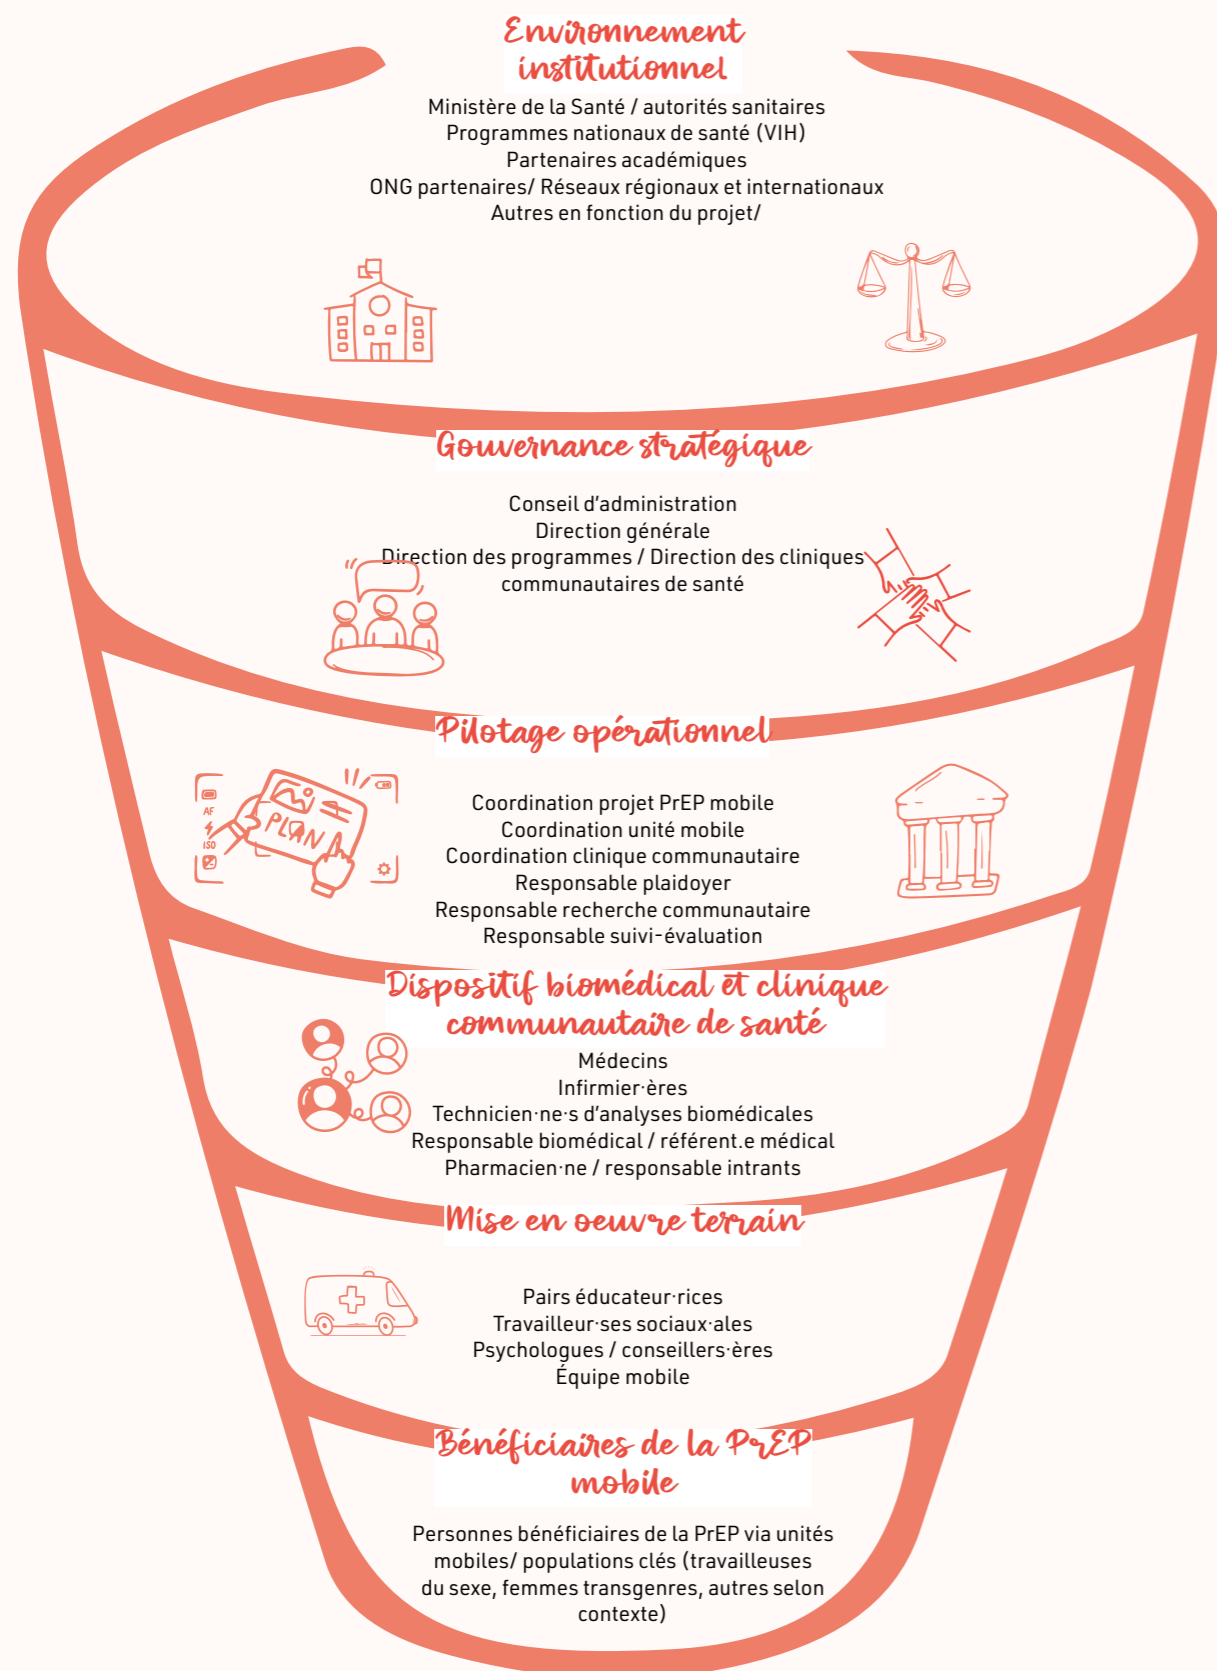 Environnement
institutionnel
Ministère de la Santé / autorités sanitaires
Programmes nationaux de santé (VIH)
Partenaires académiques
ONG partenaires/ Réseaux régionaux et internationaux
Autres en fonction du projet/
Gouvernance stratégique
Conseil d'administration
Direction générale
Direction des programmes / Direction des cliniques
communautaires de santé
Pilotage opérationnel
AF
ISO
PLAN
Coordination projet PrEP mobile
Coordination unité mobile
Coordination clinique communautaire
Responsable plaidoyer
Responsable recherche communautaire
Responsable suivi-évaluation
Dispositif biomédical et clinique
communautaire de santé
Médecins
Infirmier·ères
Technicien·ne·s d'analyses biomédicales
Responsable biomédical / référent.e médical
Pharmacien·ne / responsable intrants
Mise en oeuvre terrain
Pairs éducateur·rices
Travailleur·ses sociaux·ales
Psychologues / conseillers·ères
Équipe mobile
Bénéficiaires de la PrEP
mobile
Personnes bénéficiaires de la PrEP via unités
mobiles/ populations clés (travailleuses
du sexe, femmes transgenres, autres selon
contexte)